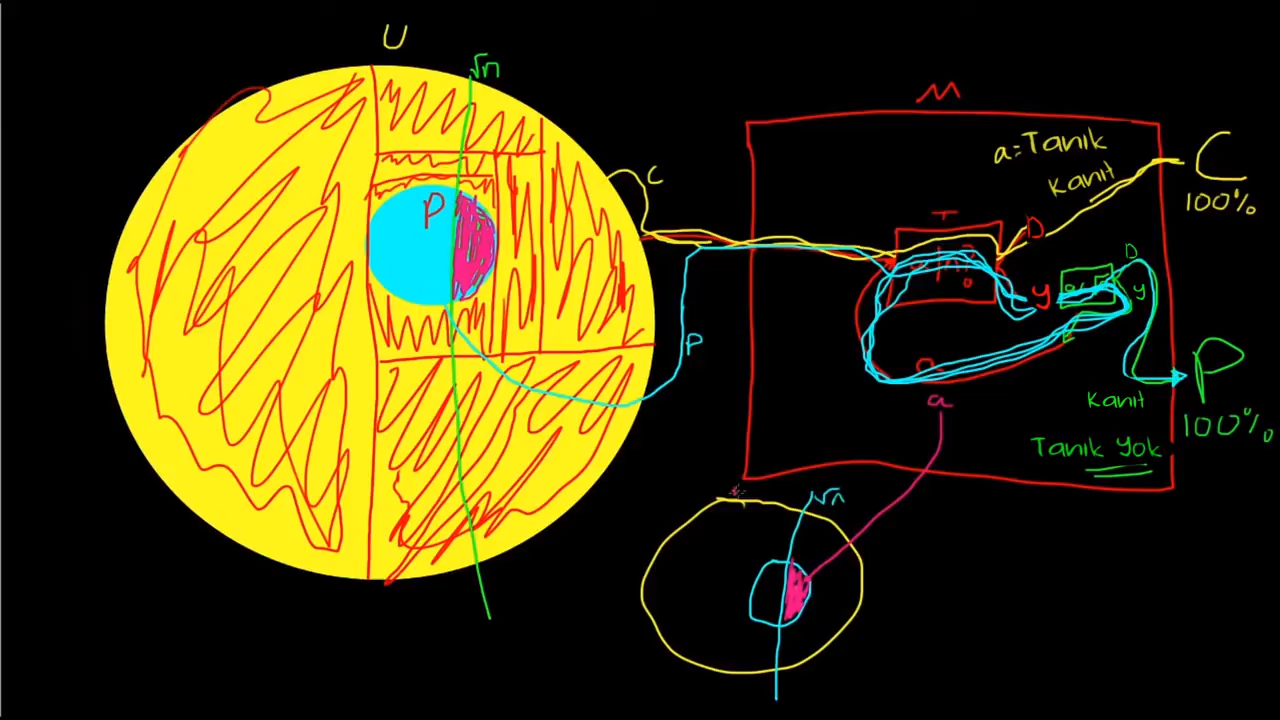 U
√n
P
C
P
M
a=Tanık
Kanıt
C
100%
T
D
y
D
y
P
Kanıt
100%
Tanık yok
a
a
√n